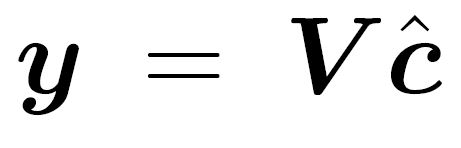 y = Vĉ